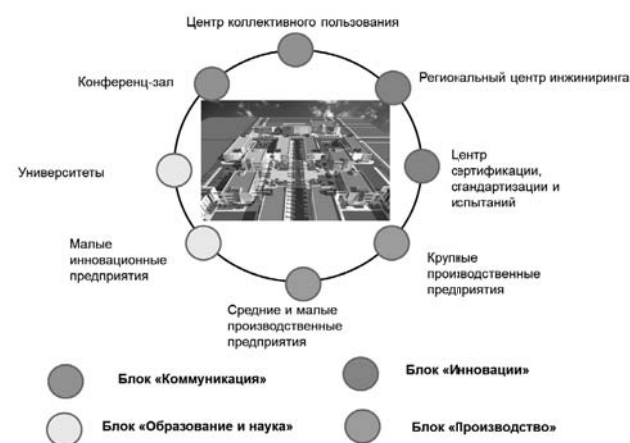 Центр коллективного пользования
Конференц-зал
Региональный центр инжиниринга
Университеты
Центр
сертификации,
стандартизации и
испытаний
Малые
инновационные
предприятия
Крупные
производственные
предприятия
Средние и малые
производственные
предприятия
Блок «Коммуникация»
Блок «Инновации»
Блок «Образование и наука»
Блок «Производство»